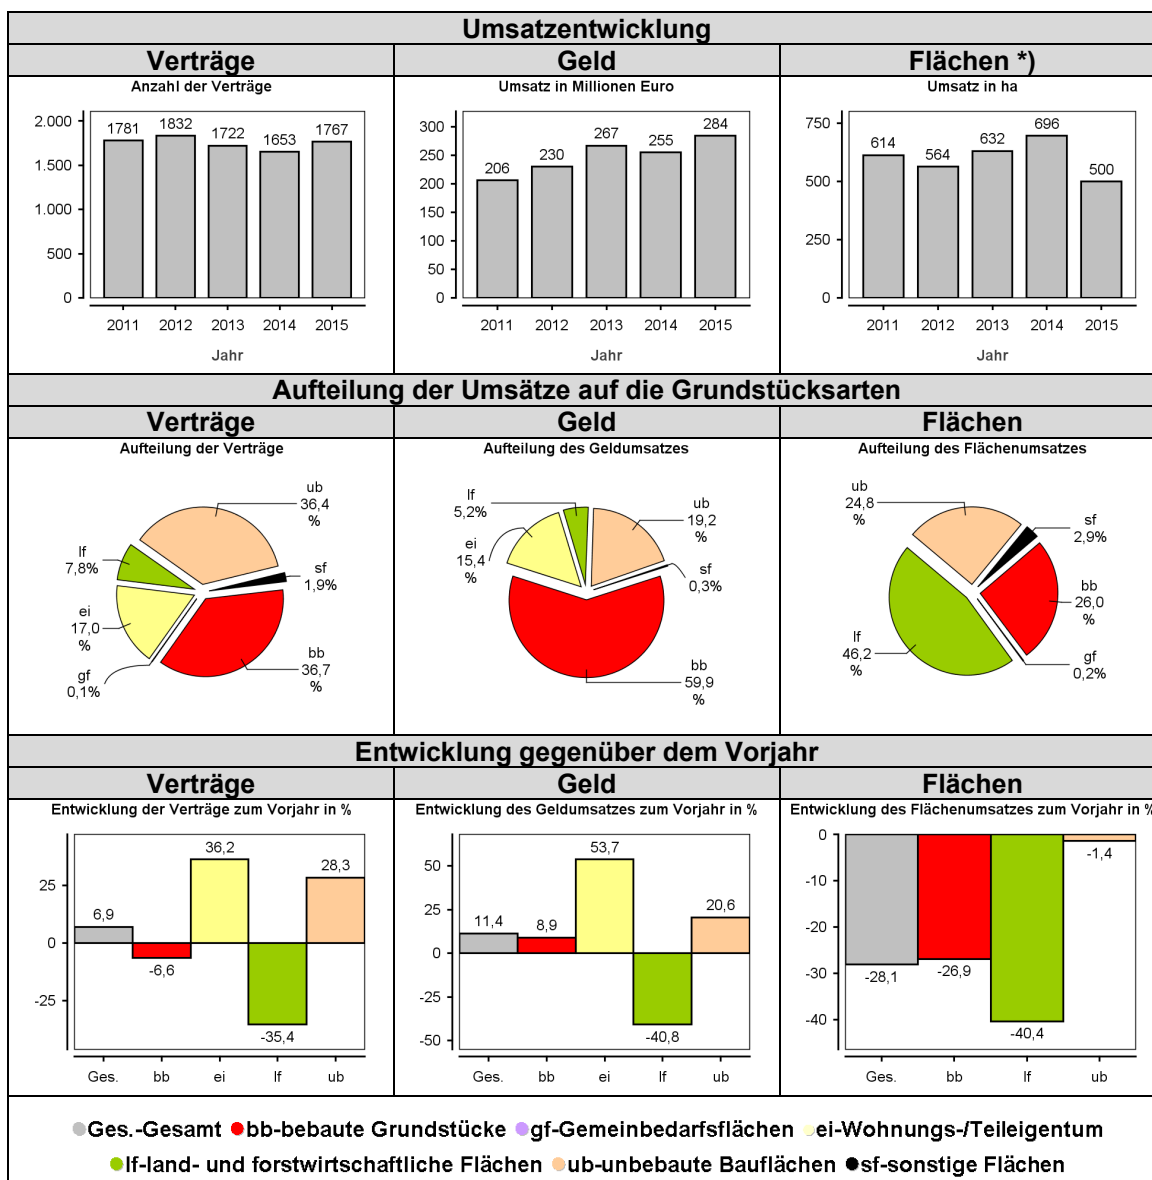 Umsatzentwicklung
Verträge Geld Flächen *)
Anzahl der Verträge
2.000
1.500
1.000
500
0
1781 1832 1722 1653 1767
2011 2012 2013 2014 2015
Jahr
Umsatz in Millionen Euro
300
250
200
150
100
50
0
206 230 267 255 284
2011 2012 2013 2014 2015
Jahr
Umsatz in ha
750
500
250
0
614 564 632 696 500
2011 2012 2013 2014 2015
Jahr
Aufteilung der Umsätze auf die Grundstücksarten
Verträge Geld Flächen
Aufteilung der Verträge
ub
36,4
%
lf
7,8%
sf
1,9%
ei
17,0
%
gf
0,1%
bb
36,7
%
Aufteilung des Geldumsatzes
lf
5,2%
ub
19,2
%
ei
15,4
%
sf
0,3%
bb
59,9
%
Aufteilung des Flächenumsatzes
ub
24,8
%
sf
2,9%
bb
26,0
%
lf
46,2
%
gf
0,2%
Entwicklung gegenüber dem Vorjahr
Verträge Geld Flächen
Entwicklung der Verträge zum Vorjahr in %
25
0
-25
6,9 -6,6 36,2 -35,4 28,3
Ges. bb ei lf ub
Entwicklung des Geldumsatzes zum Vorjahr in %
50
25
0
-25
-50
11,4 8,9 53,7 -40,8 20,6
Ges. bb ei lf ub
Entwicklung des Flächenumsatzes zum Vorjahr in %
0
-10
-20
-30
-40
-28,1 -26,9 -40,4 -1,4
Ges. bb lf ub
Ges.-Gesamt bb-bebaute Grundstücke gf-Gemeinbedarfsflächen ei-Wohnungs-/Teileigentum
lf-land- und forstwirtschaftliche Flächen ub-unbebaute Bauflächen sf-sonstige Flächen